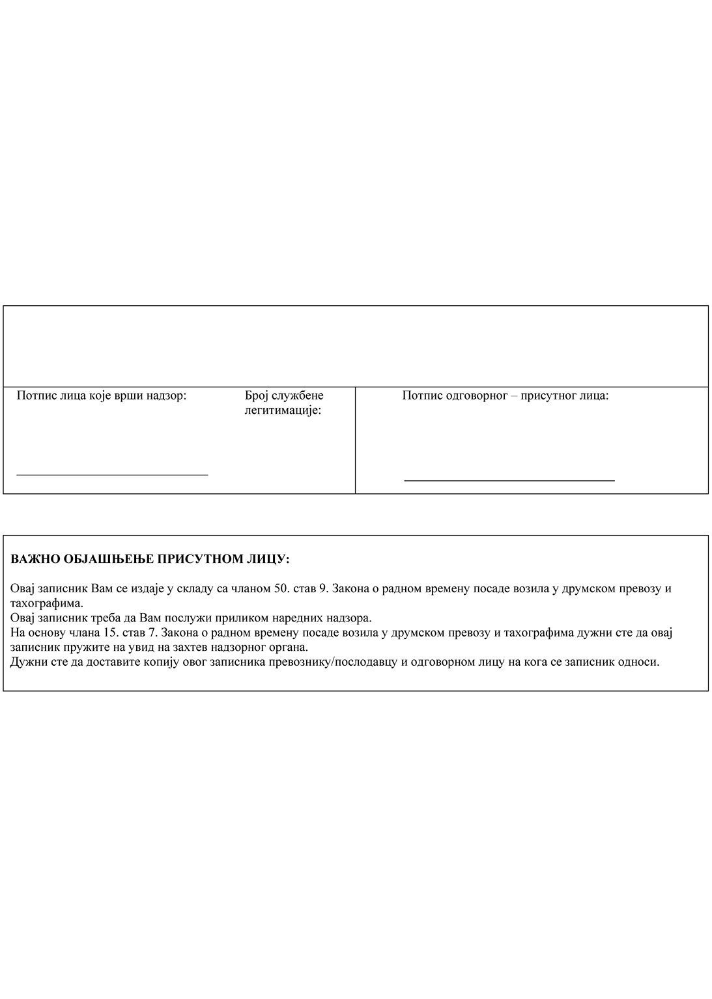 Потпис лица које врши надзор:
Број службене
легитимације:
Потпис одговорног – присутног лица:
ВАЖНО ОБЈАШЊЕЊЕ ПРИСУТНОМ ЛИЦУ:
Овај записник Вам се издаје у складу са чланом 50. став 9. Закона о радном времену посаде возила у друмском превозу и
тахографима.
Овај записник треба да Вам послужи приликом наредних надзора.
На основу члана 15. став 7. Закона о радном времену посаде возила у друмском превозу и тахографима дужни сте да овај
записник пружите на увид на захтев надзорног органа.
Дужни сте да доставите копију овог записника превознику/послодавцу и одговорном лицу на кога се записник односи.